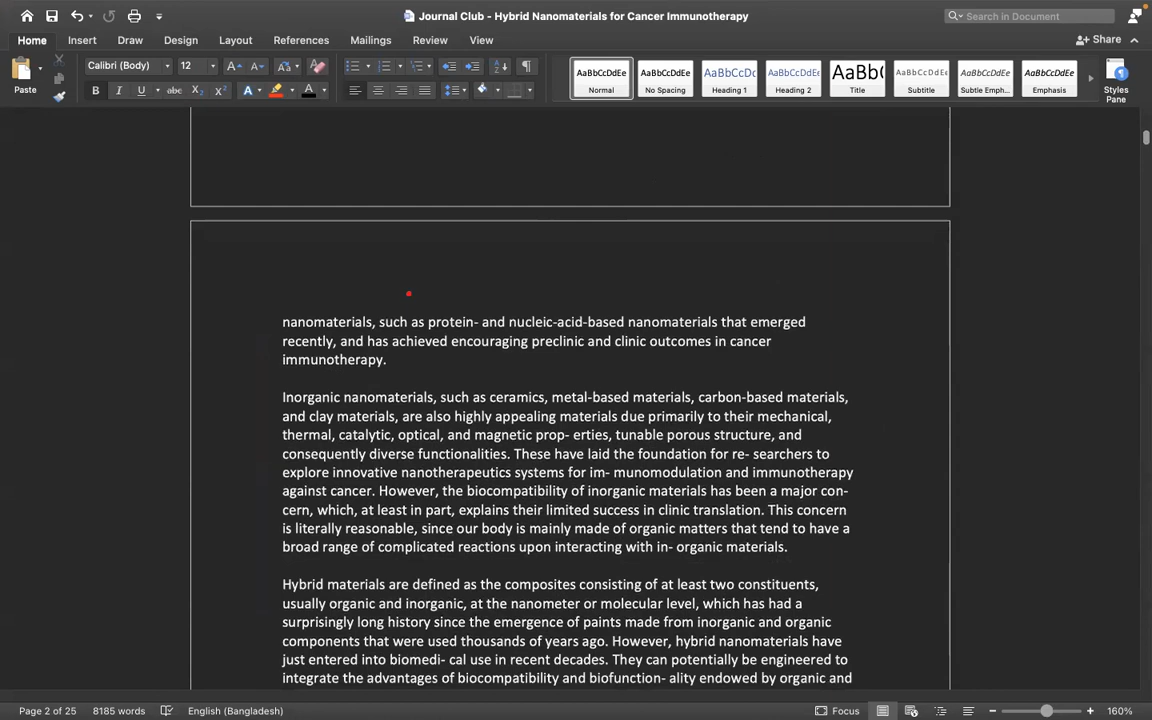 Journal Club - Hybrid Nanomaterials for Cancer Immunotherapy
Search in Document
Home Insert Draw Design Layout References Mailings Review View
Share
Paste
Calibri (Body) 12
AaBbCcDdEe AaBbCcDdEe AaBbCcDc AaBbCcDdEe AaBb( AaBbCcDdEe AaBbCcDdEe AaBbCcDdEe
Normal No Spacing Heading 1 Heading 2 Title Subtitle Subtle Emph... Emphasis
Styles
Pane
nanomaterials, such as protein- and nucleic-acid-based nanomaterials that emerged
recently, and has achieved encouraging preclinic and clinic outcomes in cancer
immunotherapy.
Inorganic nanomaterials, such as ceramics, metal-based materials, carbon-based materials,
and clay materials, are also highly appealing materials due primarily to their mechanical,
thermal, catalytic, optical, and magnetic prop- erties, tunable porous structure, and
consequently diverse functionalities. These have laid the foundation for re- searchers to
explore innovative nanotherapeutics systems for im- munomodulation and immunotherapy
against cancer. However, the biocompatibility of inorganic materials has been a major con-
cern, which, at least in part, explains their limited success in clinic translation. This concern
is literally reasonable, since our body is mainly made of organic matters that tend to have a
broad range of complicated reactions upon interacting with in- organic materials.
Hybrid materials are defined as the composites consisting of at least two constituents,
usually organic and inorganic, at the nanometer or molecular level, which has had a
surprisingly long history since the emergence of paints made from inorganic and organic
components that were used thousands of years ago. However, hybrid nanomaterials have
just entered into biomedi- cal use in recent decades. They can potentially be engineered to
integrate the advantages of biocompatibility and biofunction- ality endowed by organic and
Page 2 of 25 8185 words English (Bangladesh) Focus 160%